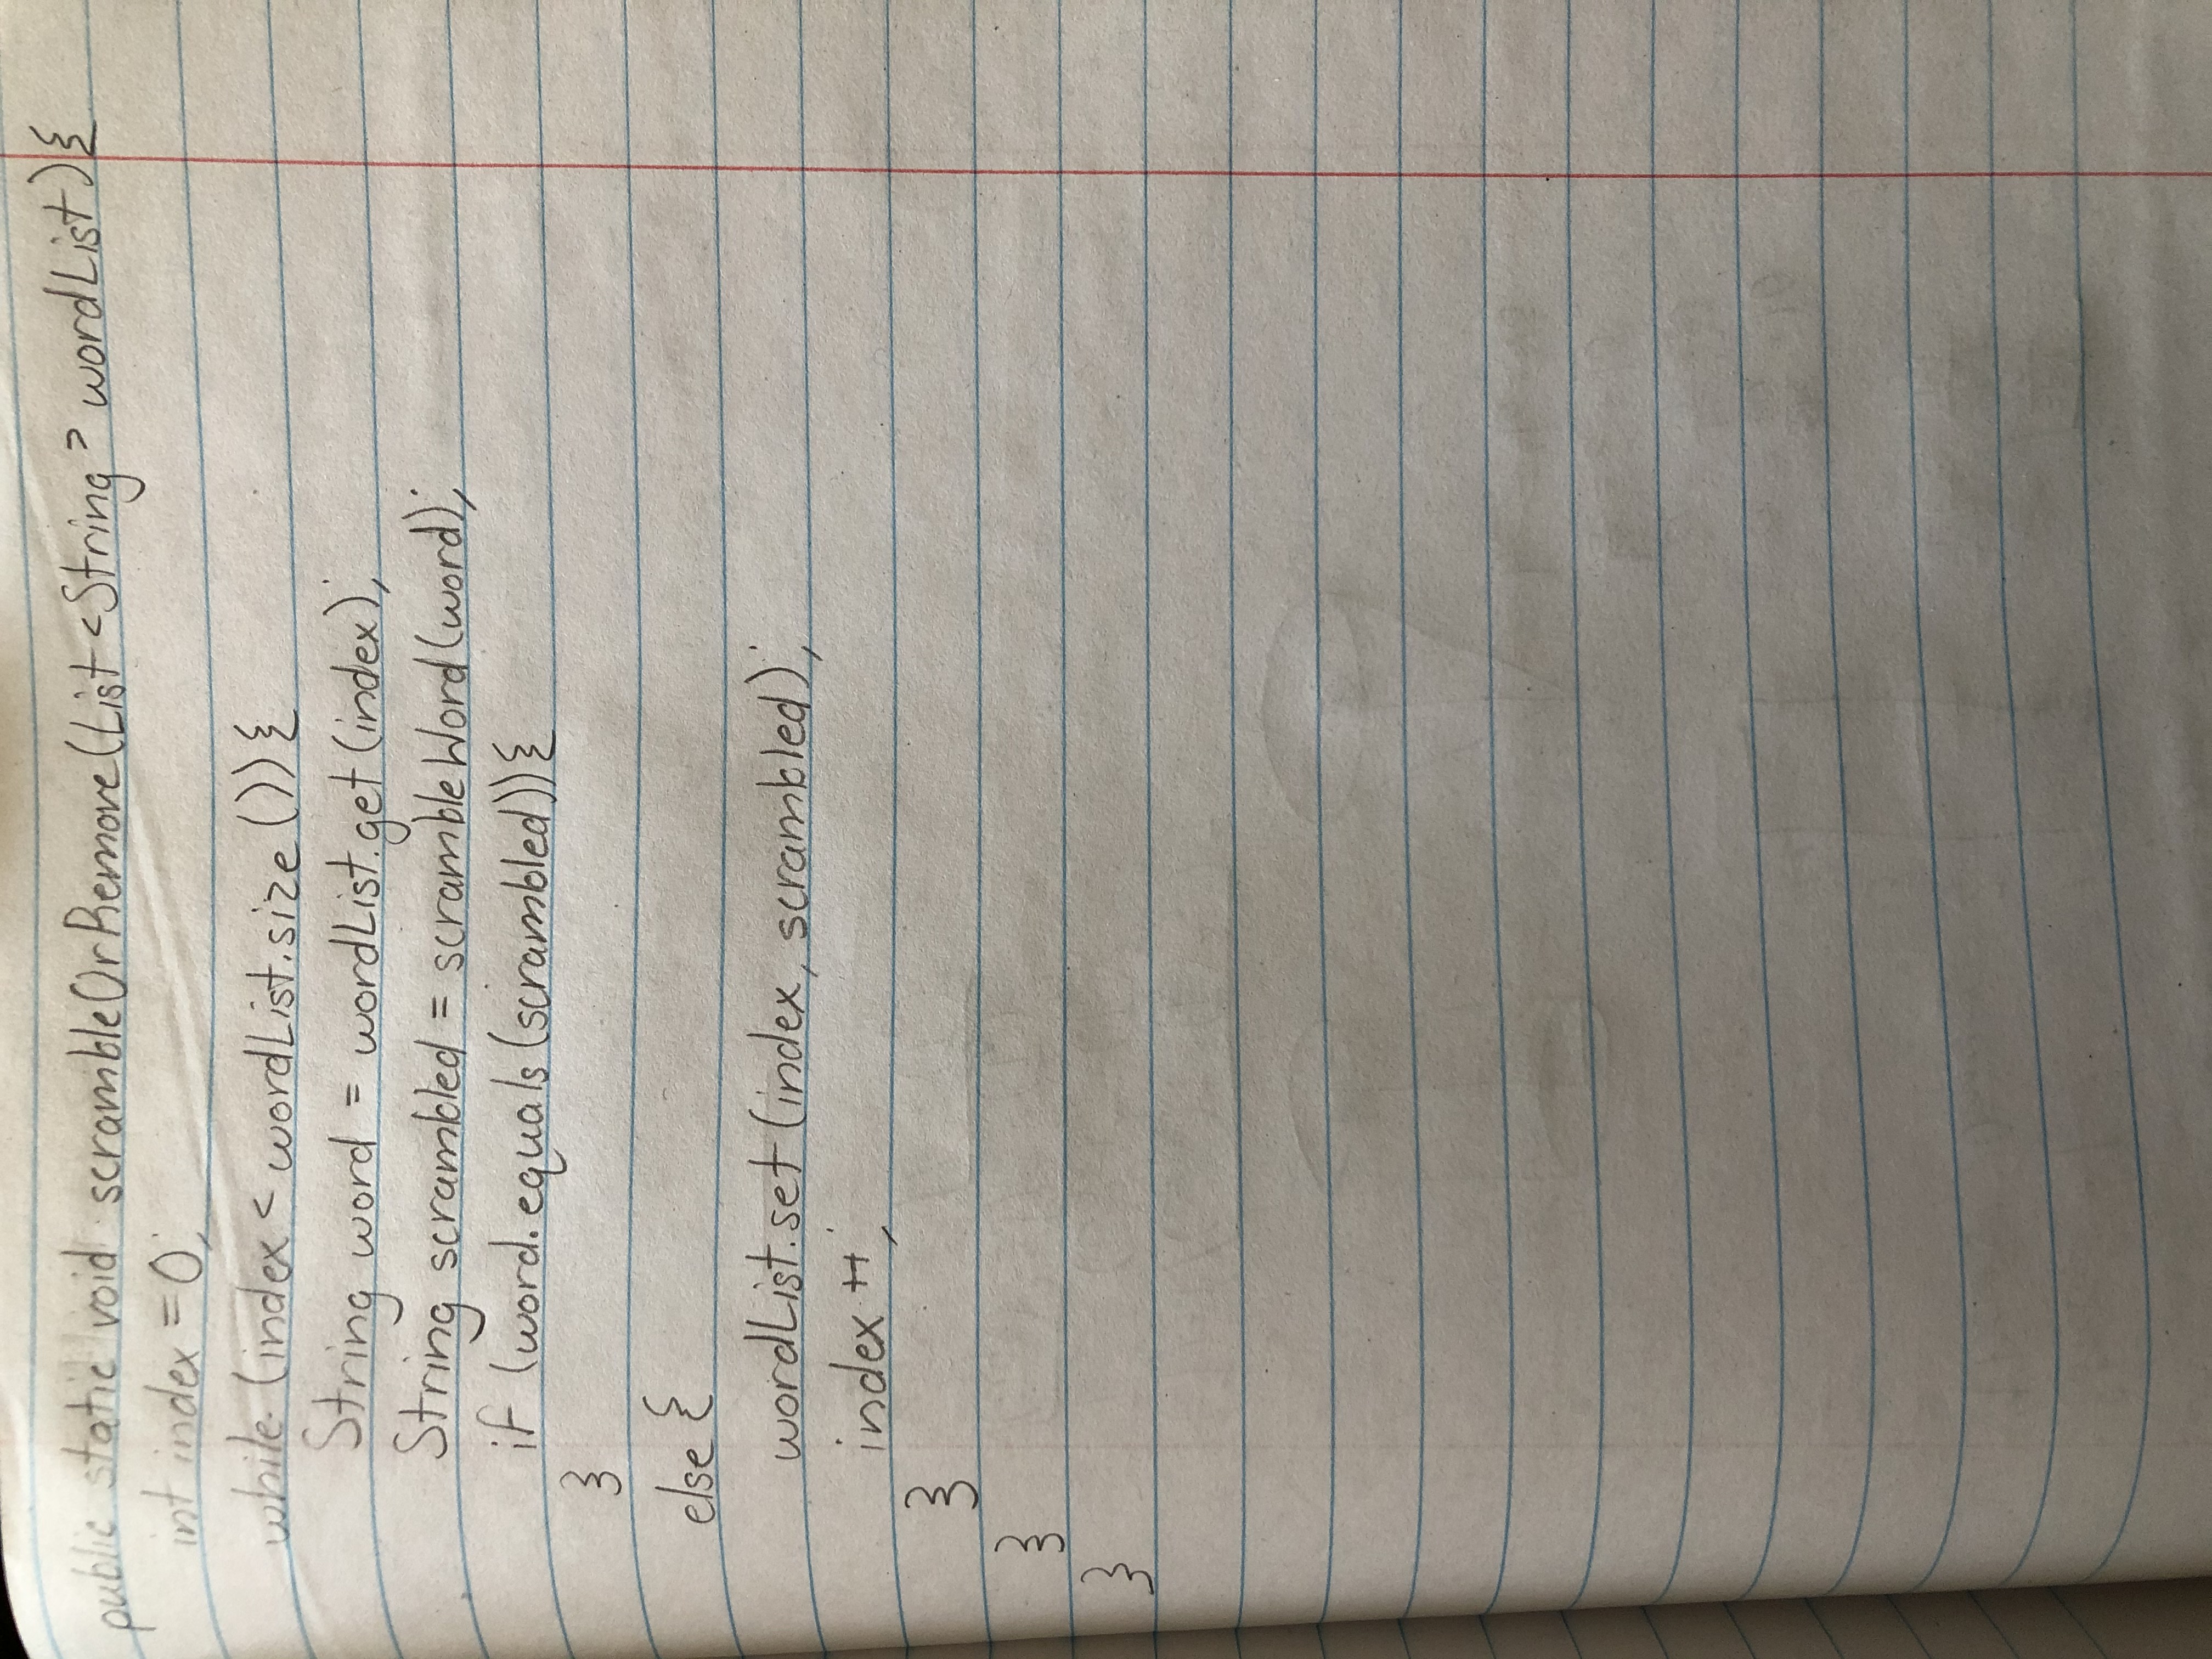 public static void scrambleOrRemove(List<String> wordList){
int index = 0;
while (index < wordList.size()){
String word = wordList.get(index);
String scrambled = scrambleWord(word);
if (word.equals(scrambled)){
}
else {
wordList.set(index, scrambled);
index++;
}
}
}